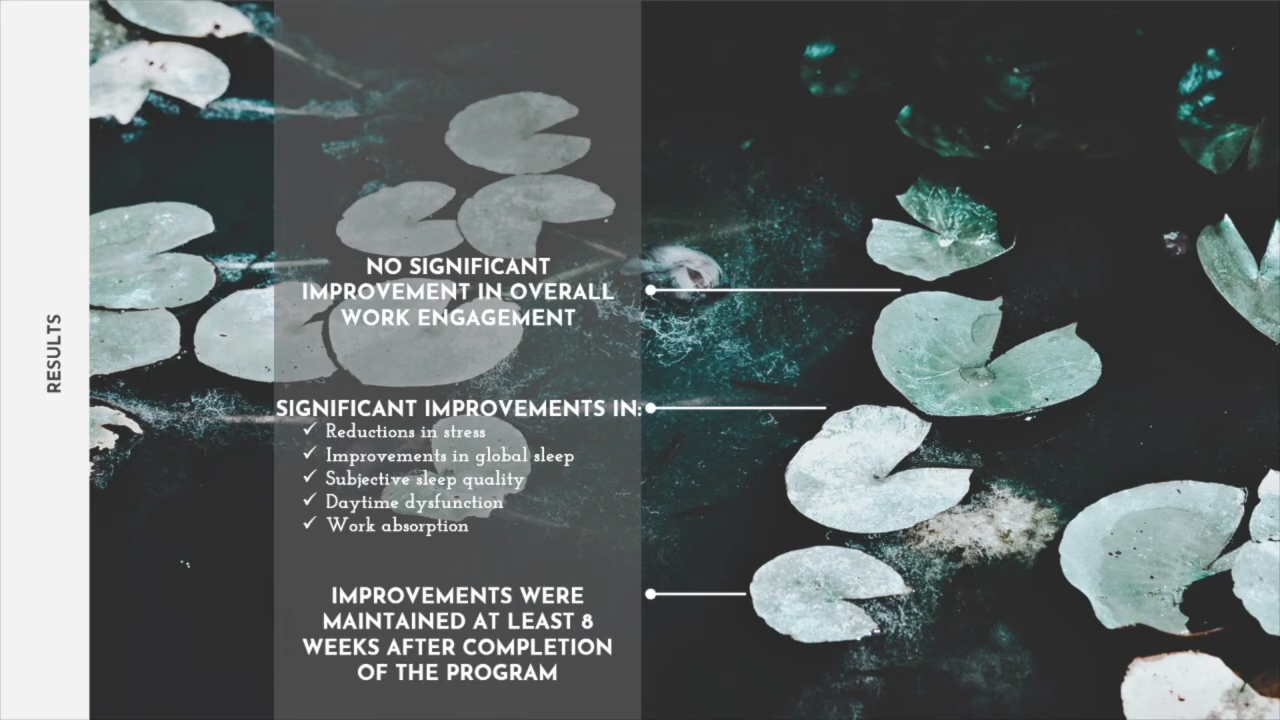 RESULTS
NO SIGNIFICANT
IMPROVEMENT IN OVERALL
WORK ENGAGEMENT
SIGNIFICANT IMPROVEMENTS IN:
✓ Reductions in stress
✓ Improvements in global sleep
✓ Subjective sleep quality
✓ Daytime dysfunction
✓ Work absorption
IMPROVEMENTS WERE
MAINTAINED AT LEAST 8
WEEKS AFTER COMPLETION
OF THE PROGRAM